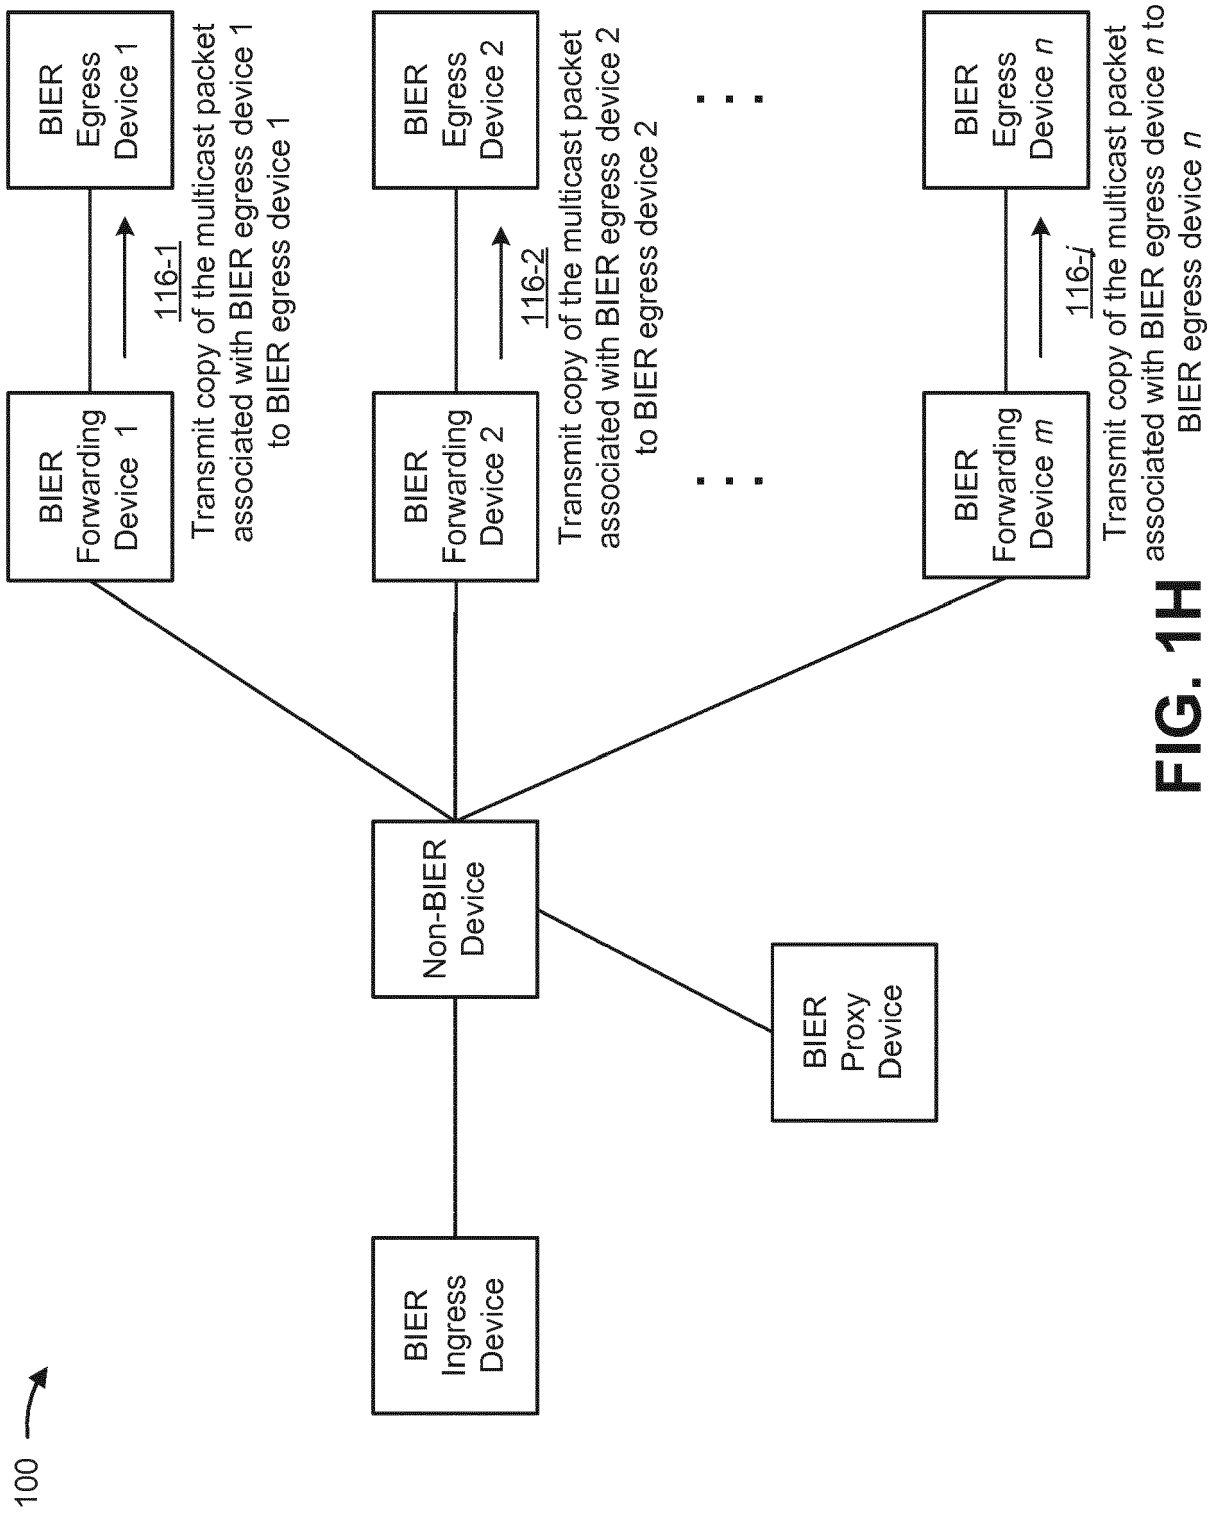 100
BIER
Ingress
Device
Non-BIER
Device
BIER
Proxy
Device
BIER
Forwarding
Device 1
BIER
Egress
Device 1
116-1
Transmit copy of the multicast packet
associated with BIER egress device 1
to BIER egress device 1
BIER
Forwarding
Device 2
BIER
Egress
Device 2
116-2
Transmit copy of the multicast packet
associated with BIER egress device 2
to BIER egress device 2
BIER
Forwarding
Device m
BIER
Egress
Device n
116-j
Transmit copy of the multicast packet
associated with BIER egress device n to
BIER egress device n
FIG. 1H